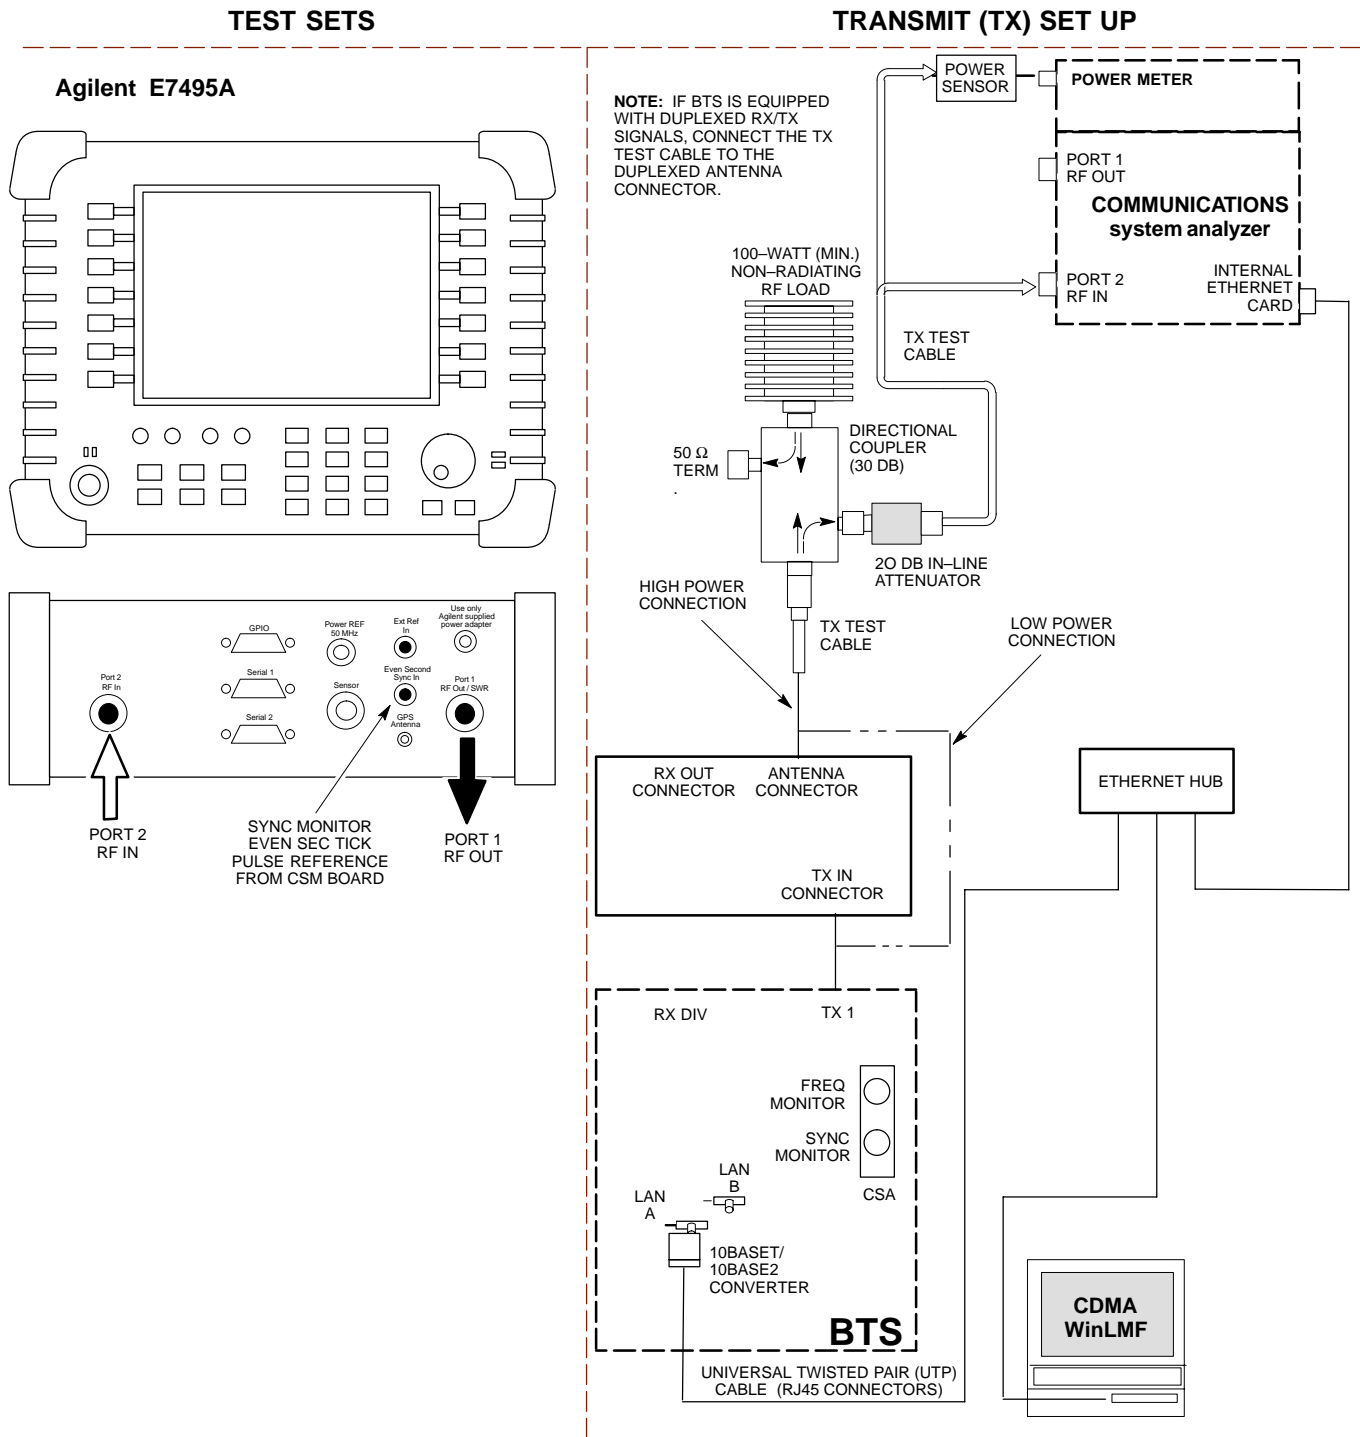 TEST SETS
TRANSMIT (TX) SET UP
Agilent E7495A
GPIO
Serial 1
Serial 2
Power REF
50 MHz
Sensor
Ext Ref
In
Even Second
Sync In
GPS
Antenna
Use only
Agilent supplied
power adapter
Port 1
RF Out / SWR
Port 2
RF In
PORT 2
RF IN
SYNC MONITOR
EVEN SEC TICK
PULSE REFERENCE
FROM CSM BOARD
PORT 1
RF OUT
NOTE: IF BTS IS EQUIPPED
WITH DUPLEXED RX/TX
SIGNALS, CONNECT THE TX
TEST CABLE TO THE
DUPLEXED ANTENNA
CONNECTOR.
POWER
SENSOR
POWER METER
PORT 1
RF OUT
COMMUNICATIONS
system analyzer
PORT 2
RF IN
INTERNAL
ETHERNET
CARD
100–WATT (MIN.)
NON–RADIATING
RF LOAD
TX TEST
CABLE
50 Ω
TERM
.
DIRECTIONAL
COUPLER
(30 DB)
2O DB IN–LINE
ATTENUATOR
HIGH POWER
CONNECTION
TX TEST
CABLE
LOW POWER
CONNECTION
RX OUT
CONNECTOR
ANTENNA
CONNECTOR
TX IN
CONNECTOR
ETHERNET HUB
RX DIV
TX 1
FREQ
MONITOR
SYNC
MONITOR
CSA
LAN
B
LAN
A
10BASET/
10BASE2
CONVERTER
BTS
UNIVERSAL TWISTED PAIR (UTP)
CABLE (RJ45 CONNECTORS)
CDMA
WinLMF